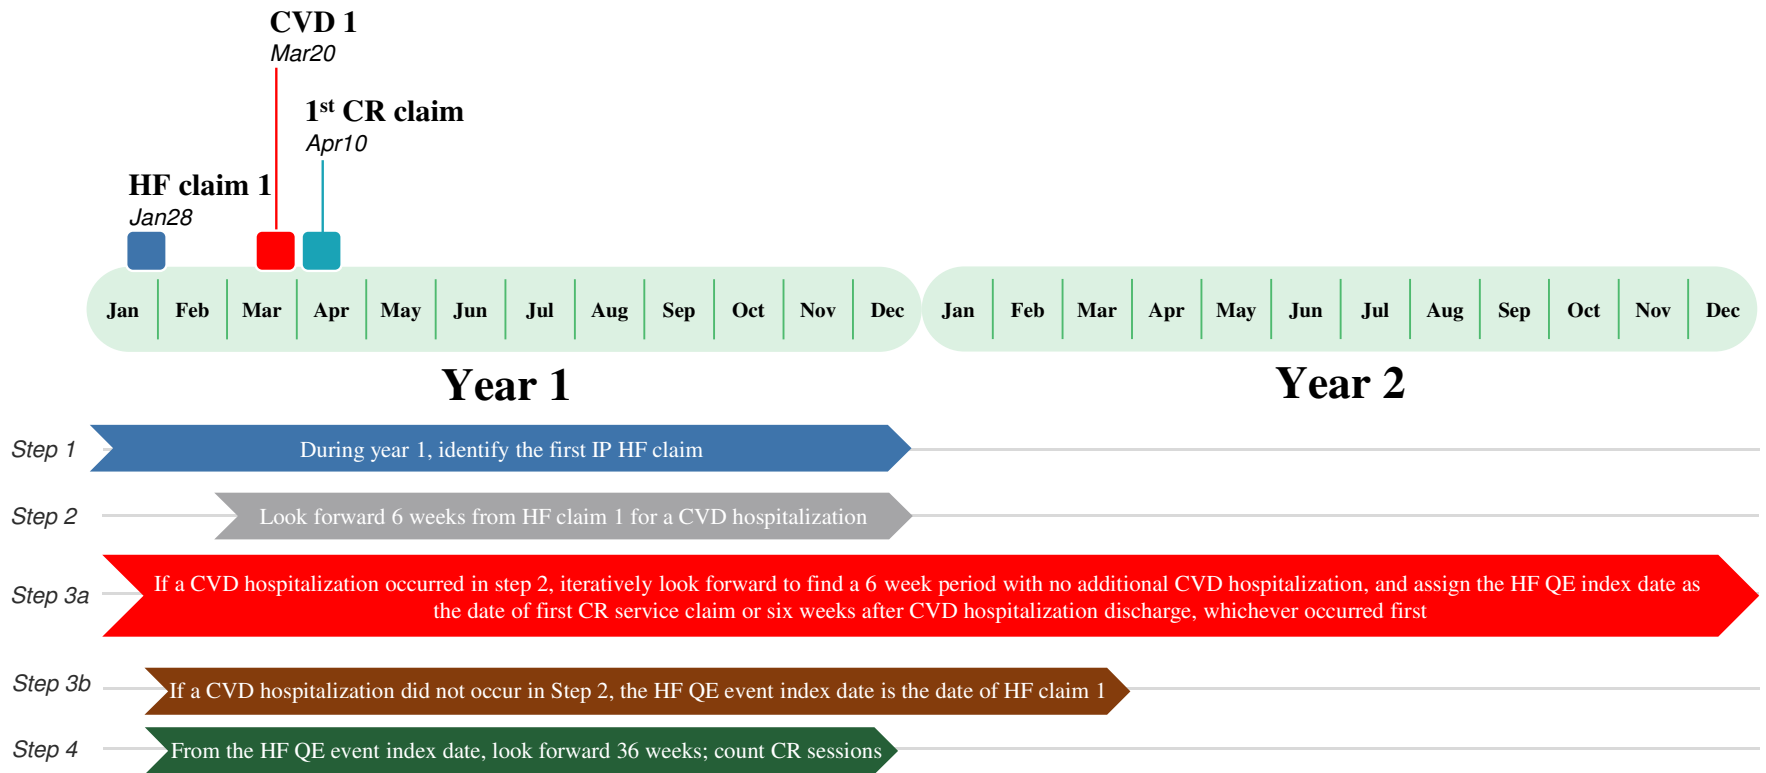 CVD 1
Mar20
1st CR claim
Apr10
HF claim 1
Jan28
Jan Feb Mar Apr May Jun Jul Aug Sep Oct Nov Dec Jan Feb Mar Apr May Jun Jul Aug Sep Oct Nov Dec
Year 1 Year 2
Step 1 During year 1, identify the first IP HF claim
Step 2 Look forward 6 weeks from HF claim 1 for a CVD hospitalization
Step 3a If a CVD hospitalization occurred in step 2, iteratively look forward to find a 6 week period with no additional CVD hospitalization, and assign the HF QE index date as
the date of first CR service claim or six weeks after CVD hospitalization discharge, whichever occurred first
Step 3b If a CVD hospitalization did not occur in Step 2, the HF QE event index date is the date of HF claim 1
Step 4 From the HF QE event index date, look forward 36 weeks; count CR sessions